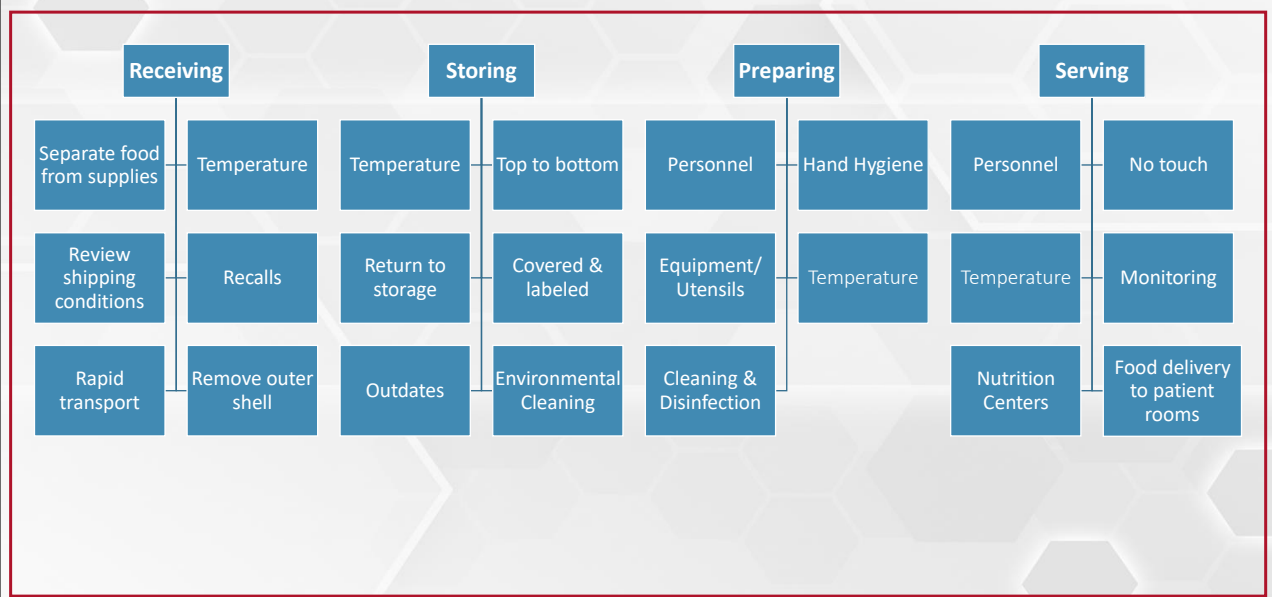 Receiving
Separate food
from supplies
Temperature
Review
shipping
conditions
Recalls
Rapid
transport
Remove outer
shell
Storing
Temperature
Top to bottom
Return to
storage
Covered &
labeled
Outdates
Environmental
Cleaning
Preparing
Personnel
Hand Hygiene
Equipment/
Utensils
Temperature
Cleaning &
Disinfection
Serving
Personnel
No touch
Temperature
Monitoring
Nutrition
Centers
Food delivery
to patient
rooms